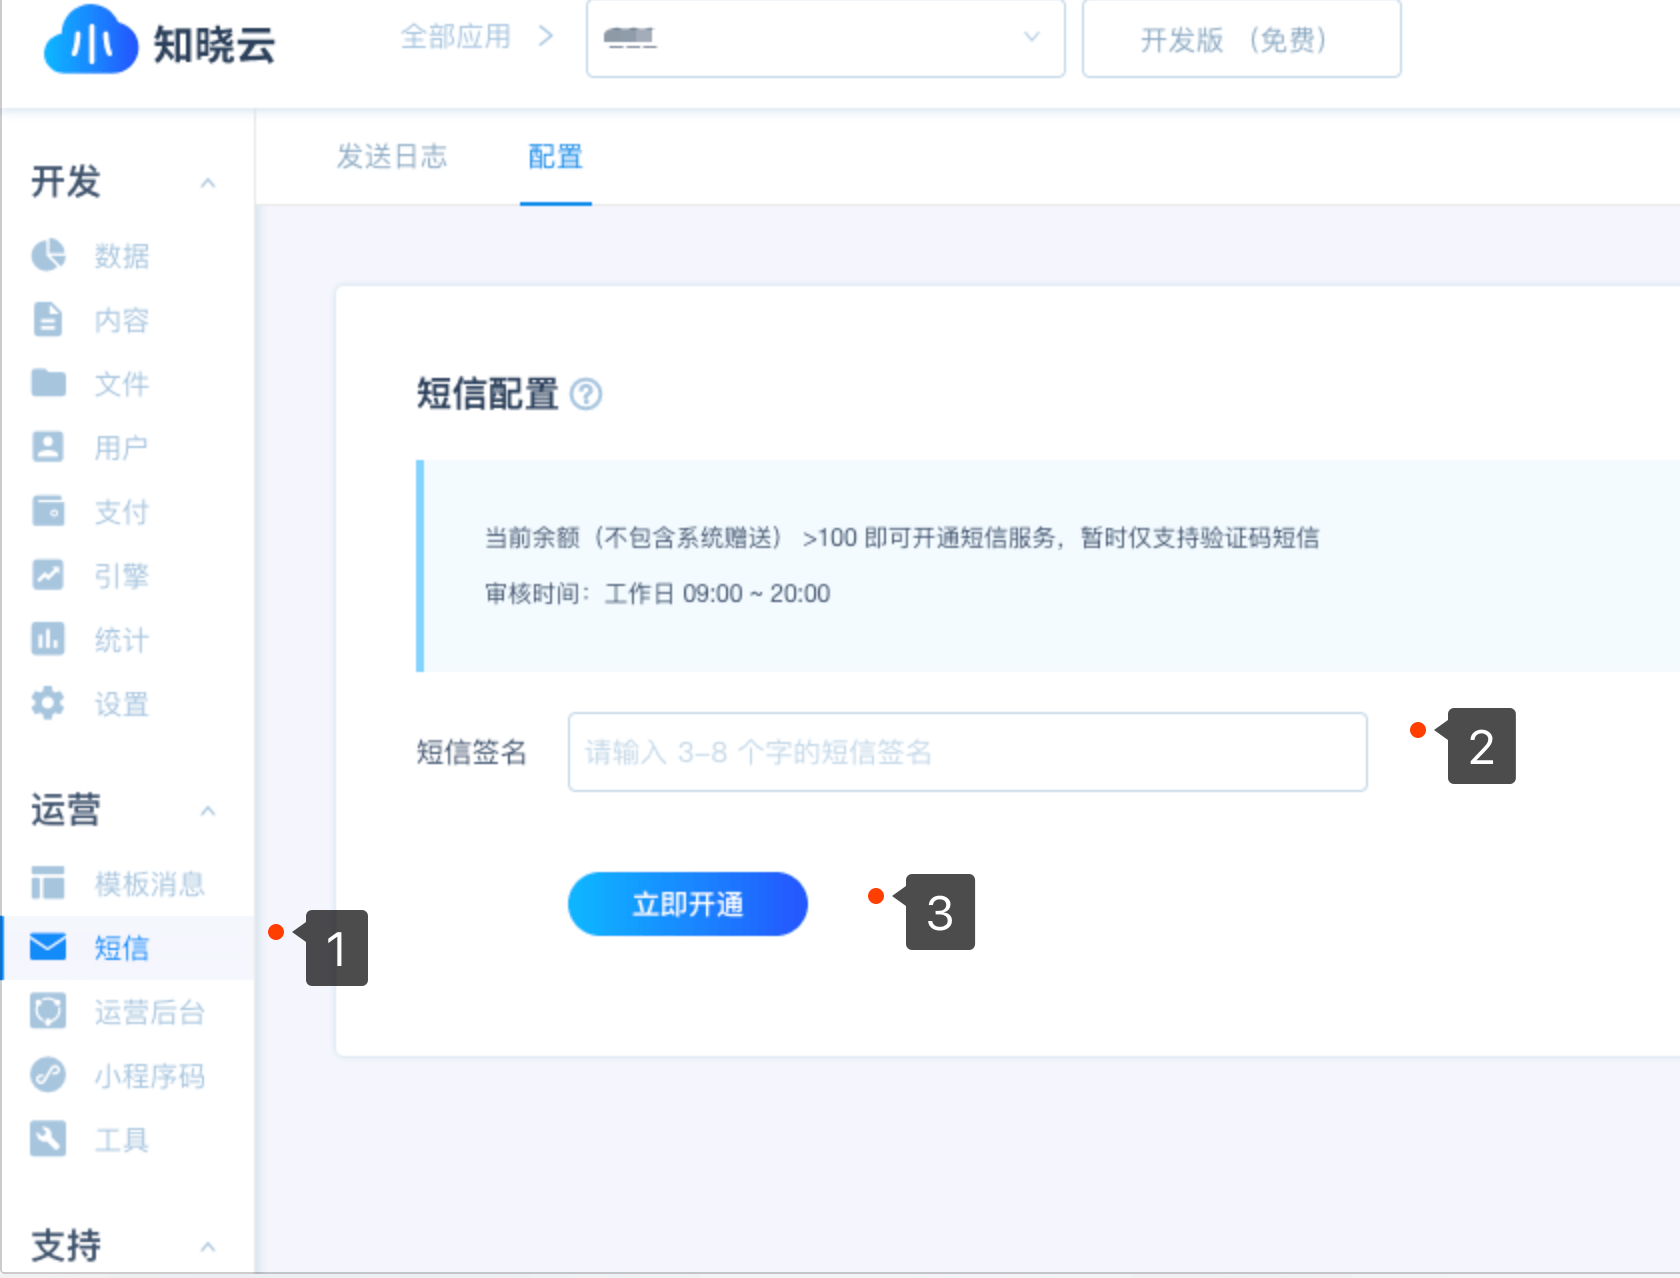 知晓云
全部应用 >
开发版 （免费）
发送日志
配置
开发
数据
内容
文件
用户
支付
引擎
统计
设置
运营
模板消息
短信
运营后台
小程序码
工具
支持
短信配置 ?
当前余额（不包含系统赠送） >100 即可开通短信服务，暂时仅支持验证码短信
审核时间：工作日 09:00 ~ 20:00
短信签名
请输入 3-8 个字的短信签名
2
立即开通
3
1